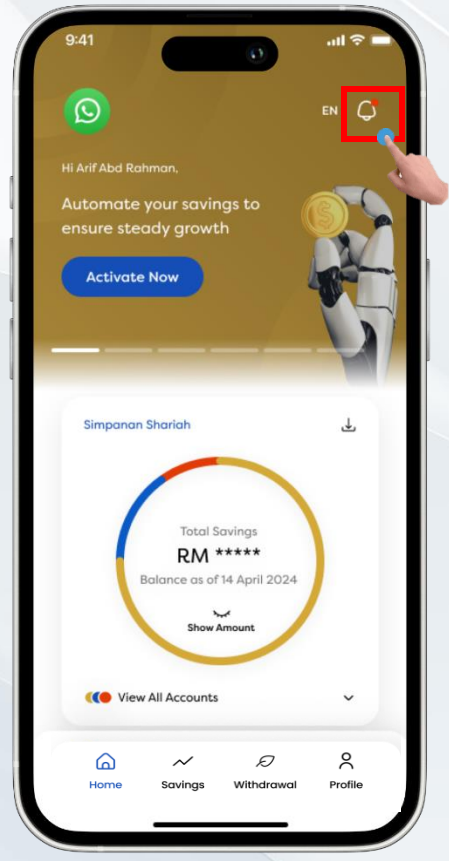 9:41
EN
Hi Arif Abd Rahman,
Automate your savings to
ensure steady growth
Activate Now
Simpanan Shariah
Total Savings
RM *****
Balance as of 14 April 2024
Show Amount
View All Accounts
Home Savings Withdrawal Profile